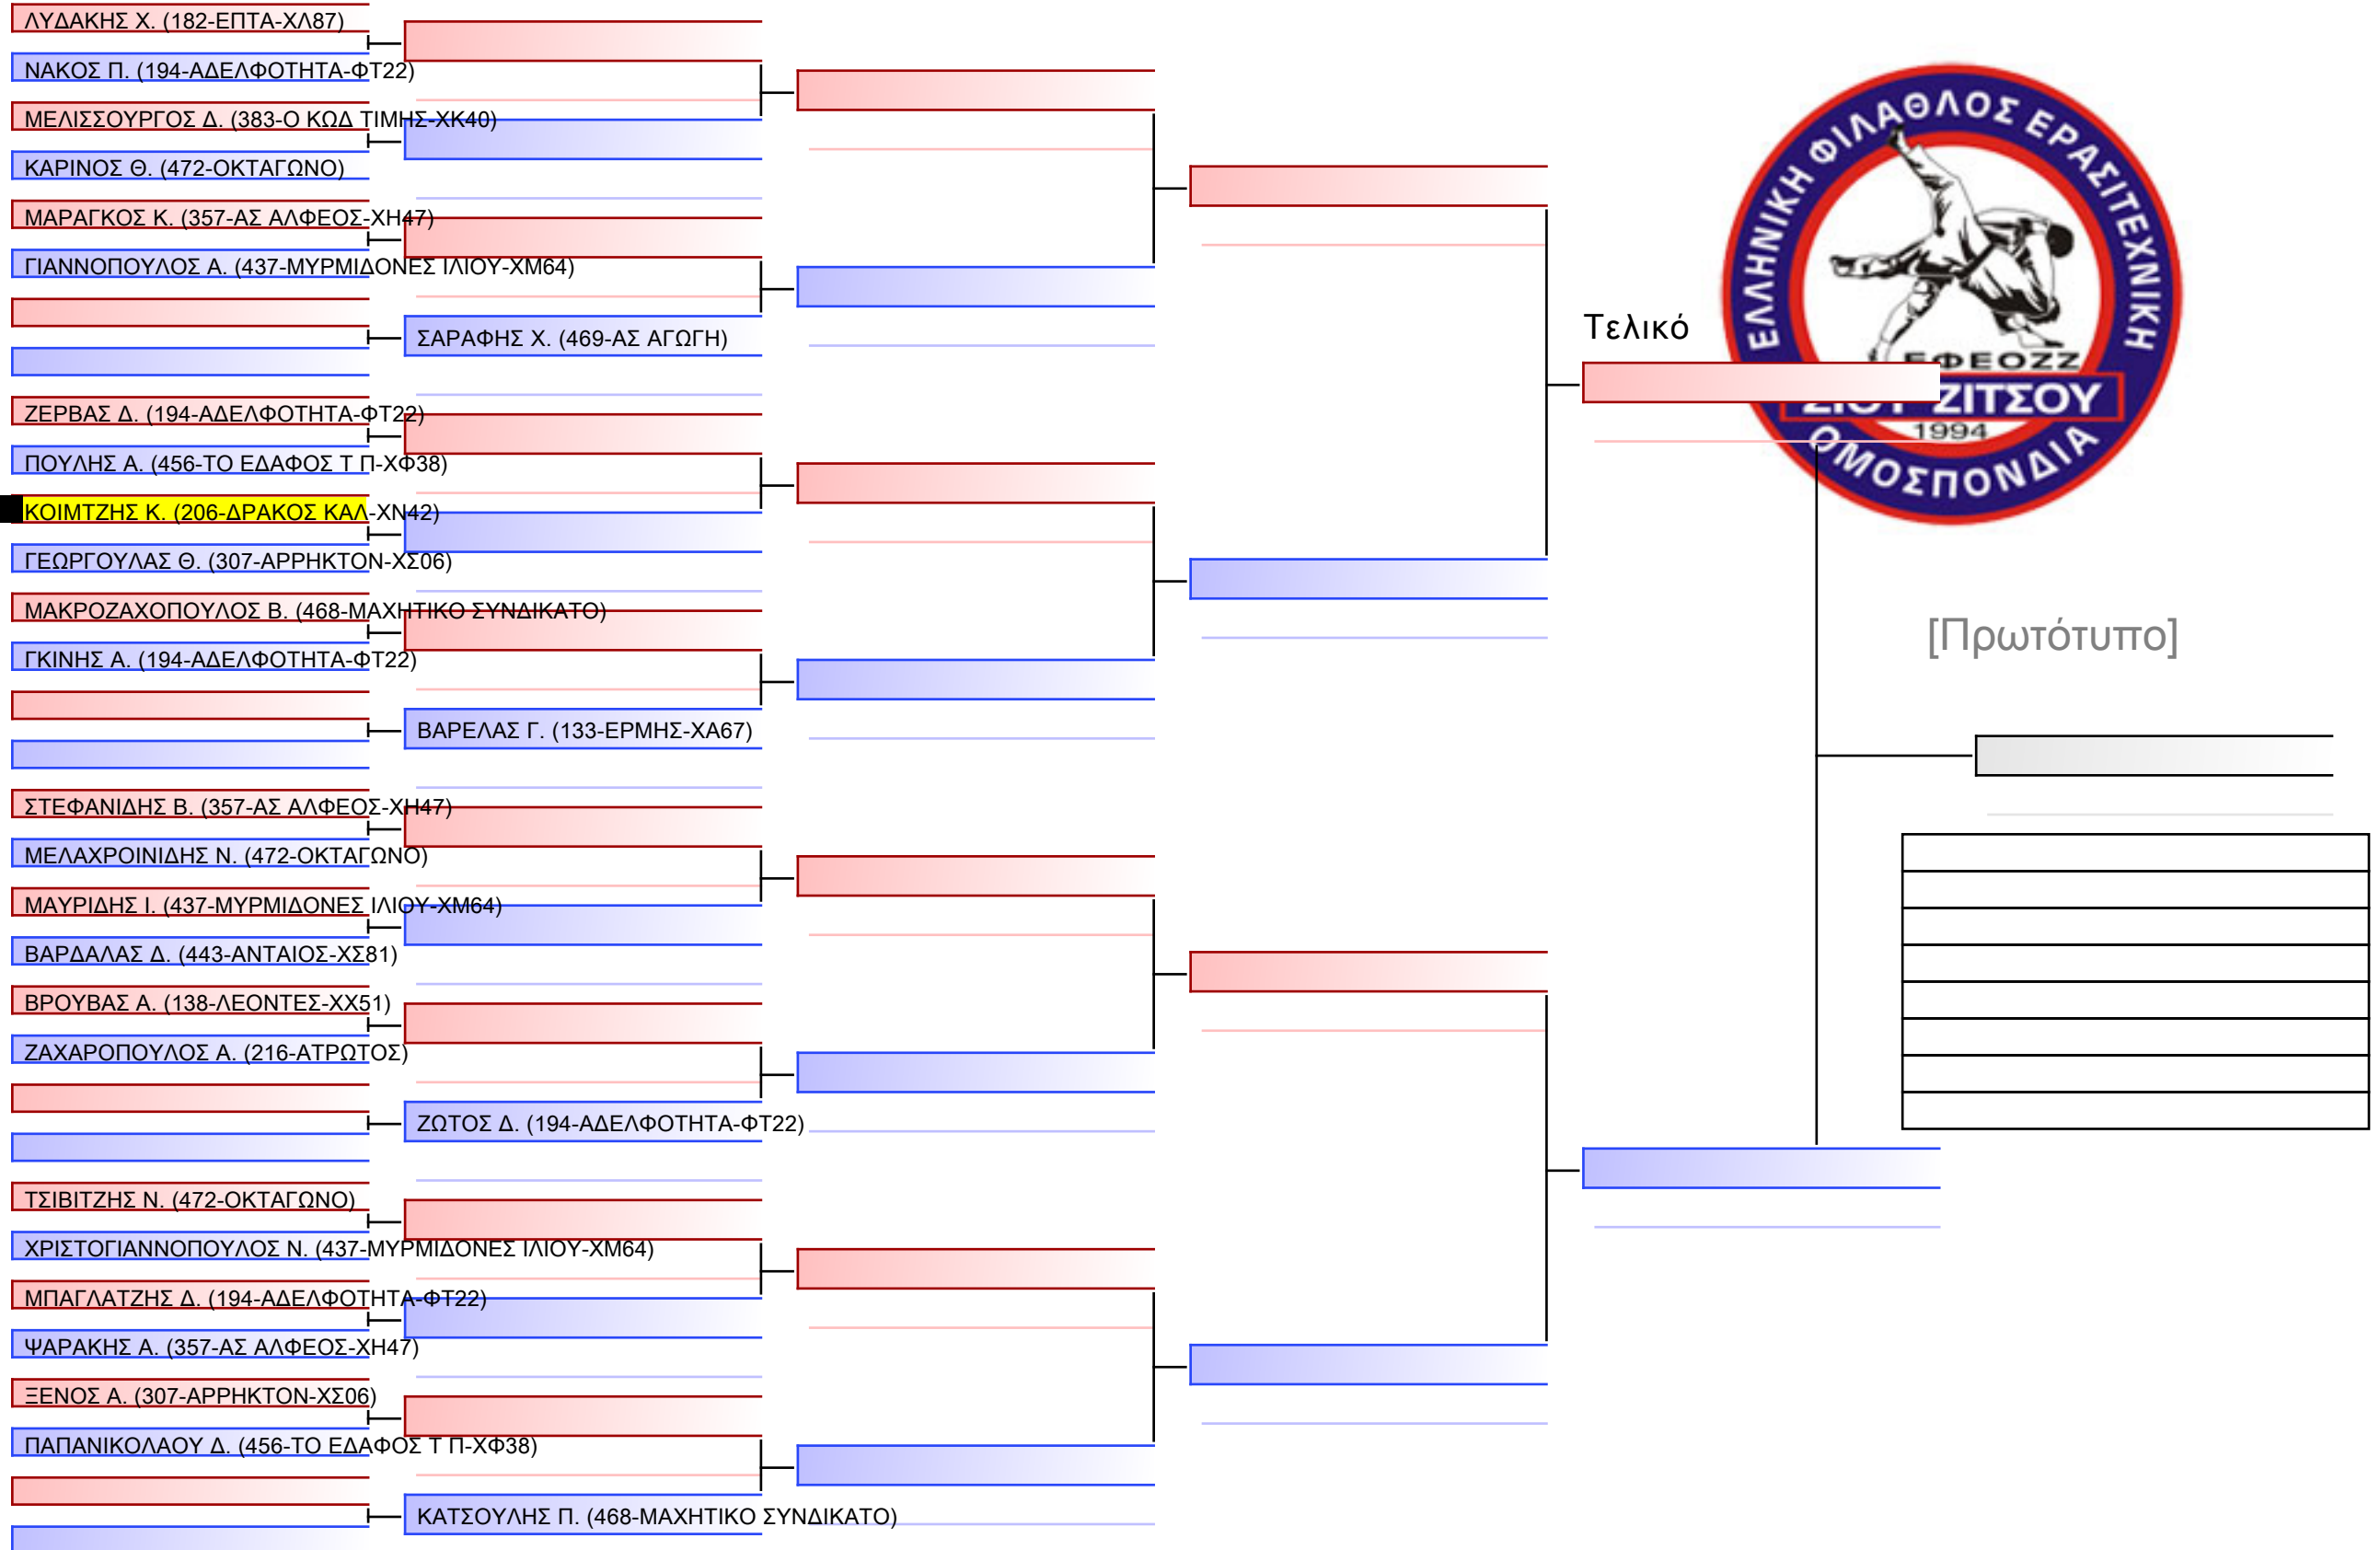 ΛΥΔΑΚΗΣ Χ. (182-ΕΠΤΑ-ΧΛ87)
ΝΑΚΟΣ Π. (194-ΑΔΕΛΦΟΤΗΤΑ-ΦΤ22)
ΜΕΛΙΣΣΟΥΡΓΟΣ Δ. (383-Ο ΚΩΔ ΤΙΜΗΣ-ΧΚ40)
ΚΑΡΙΝΟΣ Θ. (472-ΟΚΤΑΓΩΝΟ)
ΜΑΡΑΓΚΟΣ Κ. (357-ΑΣ ΑΛΦΕΟΣ-ΧΗ47)
ΓΙΑΝΝΟΠΟΥΛΟΣ Α. (437-ΜΥΡΜΙΔΟΝΕΣ ΙΛΙΟΥ-ΧΜ64)
ΣΑΡΑΦΗΣ Χ. (469-ΑΣ ΑΓΩΓΗ)
ΖΕΡΒΑΣ Δ. (194-ΑΔΕΛΦΟΤΗΤΑ-ΦΤ22)
ΠΟΥΛΗΣ Α. (456-ΤΟ ΕΔΑΦΟΣ Τ Π-ΧΦ38)
ΚΟΙΜΤΖΗΣ Κ. (206-ΔΡΑΚΟΣ ΚΑΛ-ΧΝ42)
ΓΕΩΡΓΟΥΛΑΣ Θ. (307-ΑΡΡΗΚΤΟΝ-ΧΣ06)
ΜΑΚΡΟΖΑΧΟΠΟΥΛΟΣ Β. (468-ΜΑΧΗΤΙΚΟ ΣΥΝΔΙΚΑΤΟ)
ΓΚΙΝΗΣ Α. (194-ΑΔΕΛΦΟΤΗΤΑ-ΦΤ22)
ΒΑΡΕΛΑΣ Γ. (133-ΕΡΜΗΣ-ΧΑ67)
ΣΤΕΦΑΝΙΔΗΣ Β. (357-ΑΣ ΑΛΦΕΟΣ-ΧΗ47)
ΜΕΛΑΧΡΟΙΝΙΔΗΣ Ν. (472-ΟΚΤΑΓΩΝΟ)
ΜΑΥΡΙΔΗΣ Ι. (437-ΜΥΡΜΙΔΟΝΕΣ ΙΛΙΟΥ-ΧΜ64)
ΒΑΡΔΑΛΑΣ Δ. (443-ΑΝΤΑΙΟΣ-ΧΣ81)
ΒΡΟΥΒΑΣ Α. (138-ΛΕΟΝΤΕΣ-ΧΧ51)
ΖΑΧΑΡΟΠΟΥΛΟΣ Α. (216-ΑΤΡΩΤΟΣ)
ΖΩΤΟΣ Δ. (194-ΑΔΕΛΦΟΤΗΤΑ-ΦΤ22)
ΤΣΙΒΙΤΖΗΣ Ν. (472-ΟΚΤΑΓΩΝΟ)
ΧΡΙΣΤΟΓΙΑΝΝΟΠΟΥΛΟΣ Ν. (437-ΜΥΡΜΙΔΟΝΕΣ ΙΛΙΟΥ-ΧΜ64)
ΜΠΑΓΛΑΤΖΗΣ Δ. (194-ΑΔΕΛΦΟΤΗΤΑ-ΦΤ22)
ΨΑΡΑΚΗΣ Α. (357-ΑΣ ΑΛΦΕΟΣ-ΧΗ47)
ΞΕΝΟΣ Α. (307-ΑΡΡΗΚΤΟΝ-ΧΣ06)
ΠΑΠΑΝΙΚΟΛΑΟΥ Δ. (456-ΤΟ ΕΔΑΦΟΣ Τ Π-ΧΦ38)
ΚΑΤΣΟΥΛΗΣ Π. (468-ΜΑΧΗΤΙΚΟ ΣΥΝΔΙΚΑΤΟ)
Τελικό
ΕΛΛΗΝΙΚΗ ΦΙΛΑΘΛΟΣ ΕΡΑΣΙΤΕΧΝΙΚΗ
ΕΦΕΟΖΖ
ΖΙΟΥ ΖΙΤΣΟΥ
1994
ΟΜΟΣΠΟΝΔΙΑ
[Πρωτότυπο]